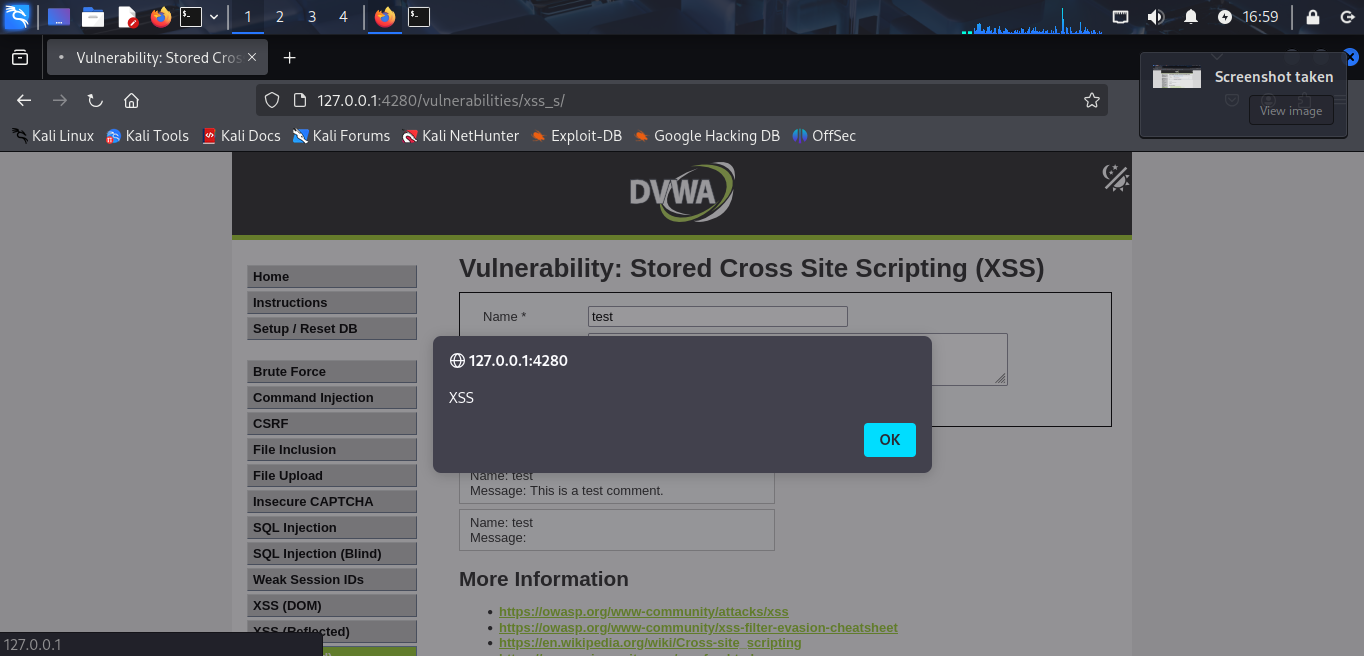 1 2 3 4 16:59
Vulnerability: Stored Cros
Screenshot taken
View image
127.0.0.1:4280/vulnerabilities/xss_s/
Kali Linux Kali Tools Kali Docs Kali Forums Kali NetHunter Exploit-DB Google Hacking DB OffSec
DVWA
Vulnerability: Stored Cross Site Scripting (XSS)
Home
Instructions
Setup / Reset DB
Brute Force
Command Injection
CSRF
File Inclusion
File Upload
Insecure CAPTCHA
SQL Injection
SQL Injection (Blind)
Weak Session IDs
XSS (DOM)
XSS (Reflected)
Name * test
127.0.0.1:4280
XSS
OK
Name: test
Message: This is a test comment.
Name: test
Message:
More Information
https://owasp.org/www-community/attacks/xss
https://owasp.org/www-community/xss-filter-evasion-cheatsheet
https://en.wikipedia.org/wiki/Cross-site_scripting
127.0.0.1